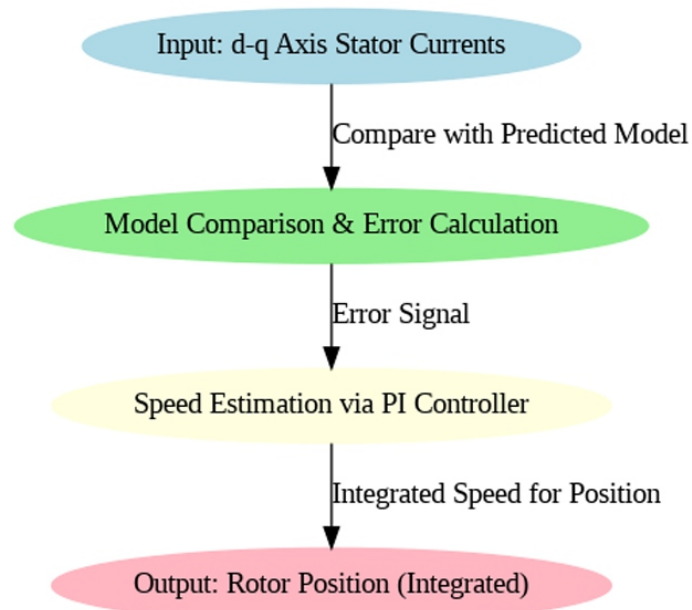 Input: d-q Axis Stator Currents
Compare with Predicted Model
Model Comparison & Error Calculation
Error Signal
Speed Estimation via PI Controller
Integrated Speed for Position
Output: Rotor Position (Integrated)